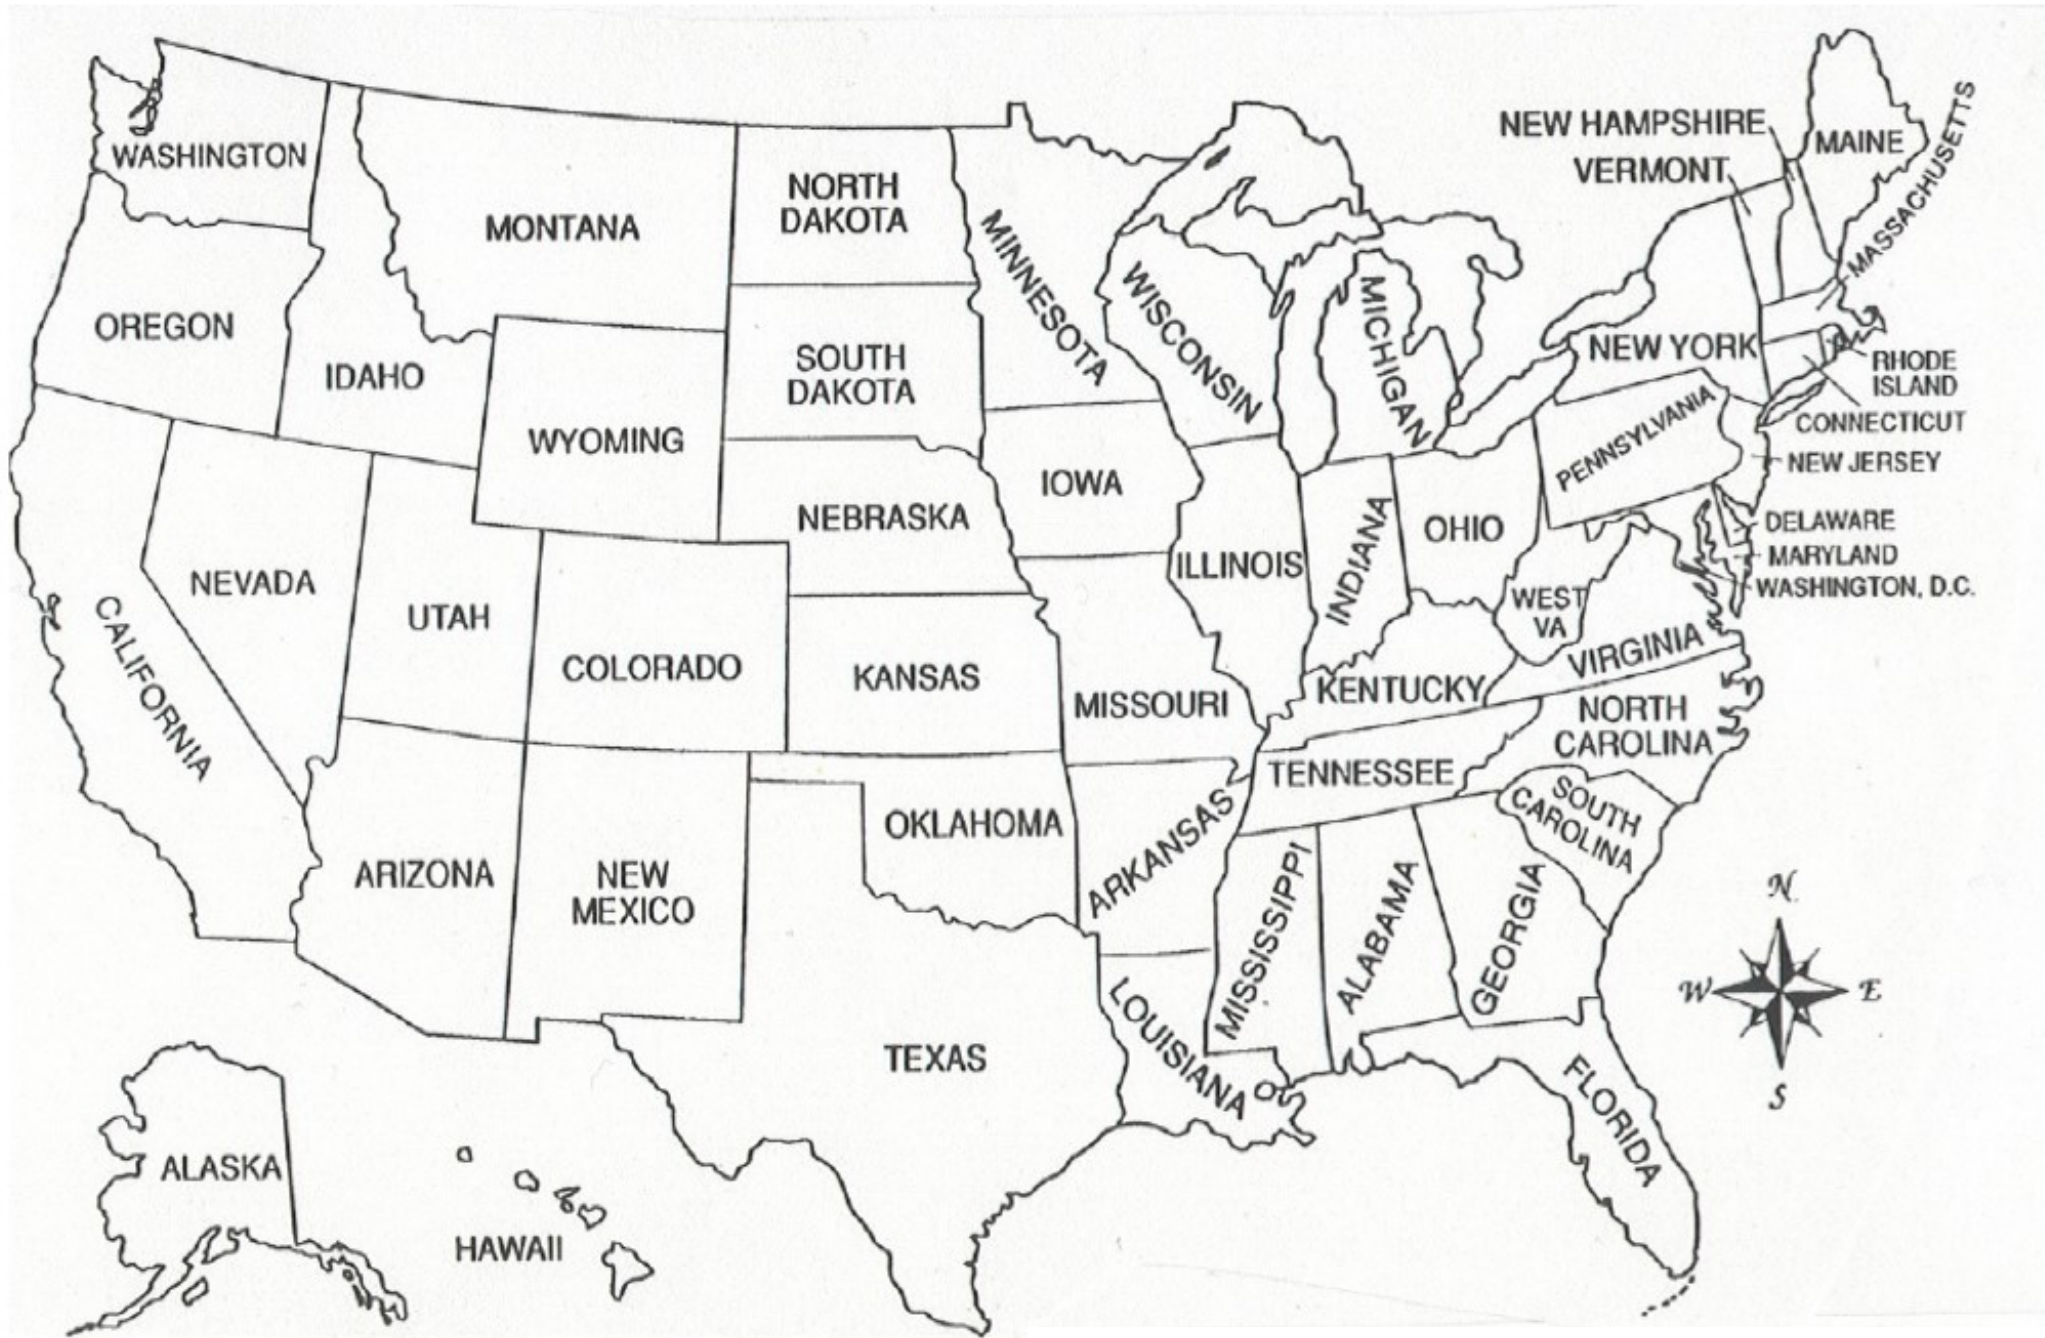 WASHINGTON
OREGON
CALIFORNIA
NEVADA
IDAHO
MONTANA
WYOMING
UTAH
COLORADO
ARIZONA
NEW
MEXICO
NORTH
DAKOTA
SOUTH
DAKOTA
NEBRASKA
KANSAS
OKLAHOMA
TEXAS
MINNESOTA
IOWA
MISSOURI
ARKANSAS
LOUISIANA
WISCONSIN
ILLINOIS
MICHIGAN
INDIANA
OHIO
KENTUCKY
TENNESSEE
MISSISSIPPI
ALABAMA
GEORGIA
FLORIDA
SOUTH
CAROLINA
NORTH
CAROLINA
VIRGINIA
WEST
VA
PENNSYLVANIA
NEW YORK
NEW HAMPSHIRE
VERMONT
MAINE
MASSACHUSETTS
RHODE
ISLAND
CONNECTICUT
NEW JERSEY
DELAWARE
MARYLAND
WASHINGTON, D.C.
ALASKA
HAWAII
N
W
E
S